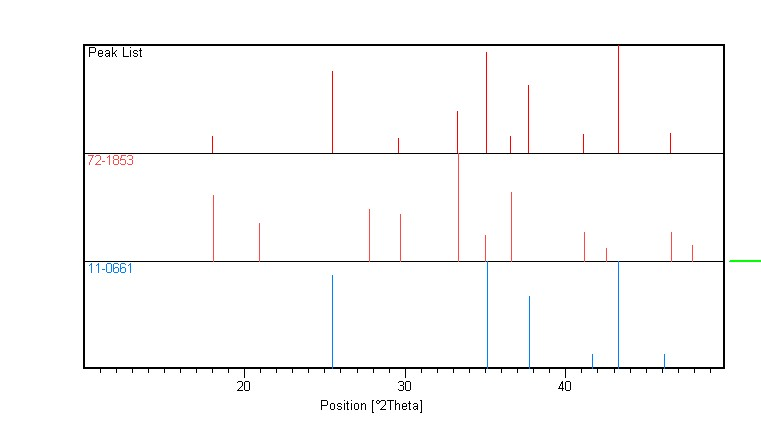 Peak List
72-1853
11-0661
20 30 40
Position [°2Theta]